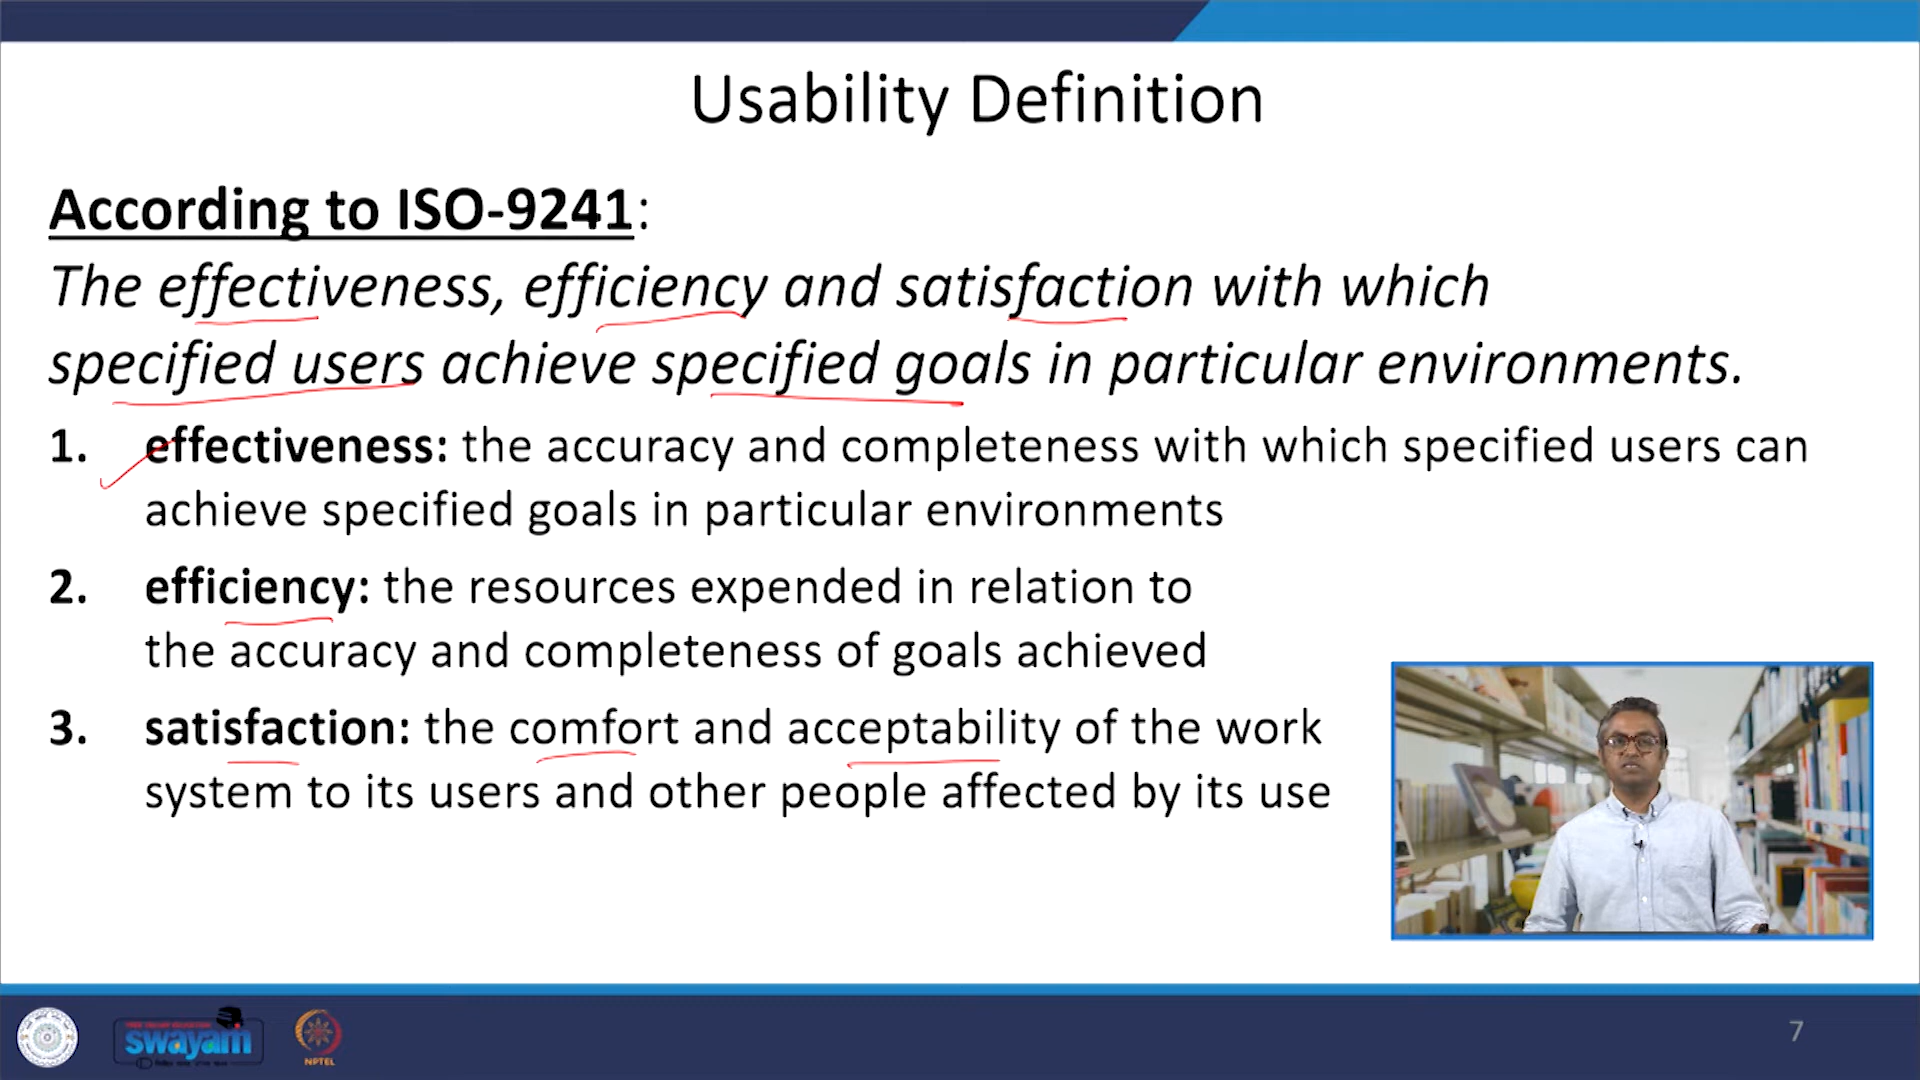 Usability Definition
According to ISO-9241:
The effectiveness, efficiency and satisfaction with which
specified users achieve specified goals in particular environments.
1. effectiveness: the accuracy and completeness with which specified users can
achieve specified goals in particular environments
2. efficiency: the resources expended in relation to
the accuracy and completeness of goals achieved
3. satisfaction: the comfort and acceptability of the work
system to its users and other people affected by its use
swayam
NPTEL
7